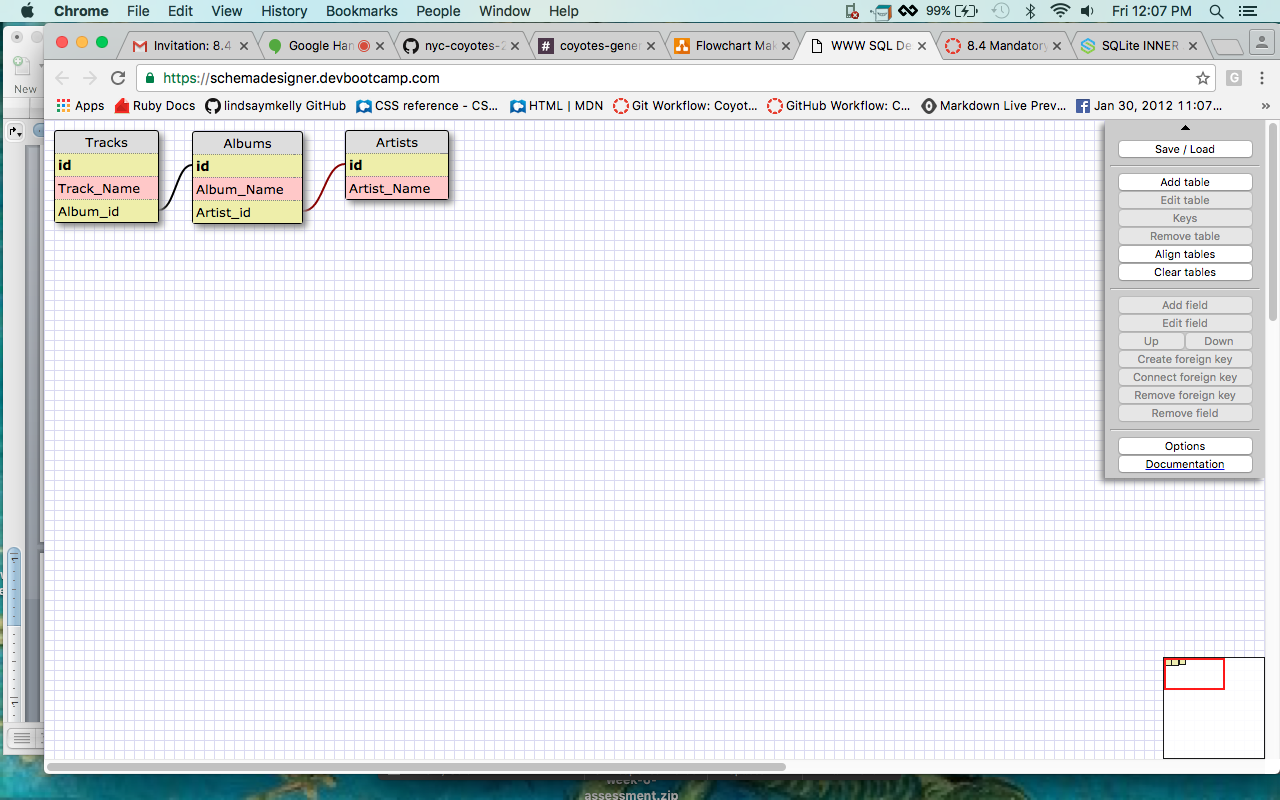 Chrome File Edit View History Bookmarks People Window Help 99% Fri 12:07 PM
Invitation: 8.4 Google Han nyc-coyotes-2 coyotes-gener Flowchart Mak WWW SQL De 8.4 Mandatory SQLite INNER
https://schemadesigner.devbootcamp.com
Apps Ruby Docs lindsaymkelly GitHub CSS reference - CS... HTML | MDN Git Workflow: Coyot... GitHub Workflow: C... Markdown Live Prev... Jan 30, 2012 11:07... »
New
Tracks
id
Track_Name
Album_id
Albums
id
Album_Name
Artist_id
Artists
id
Artist_Name
Save / Load
Add table
Edit table
Keys
Remove table
Align tables
Clear tables
Add field
Edit field
Up Down
Create foreign key
Connect foreign key
Remove foreign key
Remove field
Options
Documentation
assessment.zip